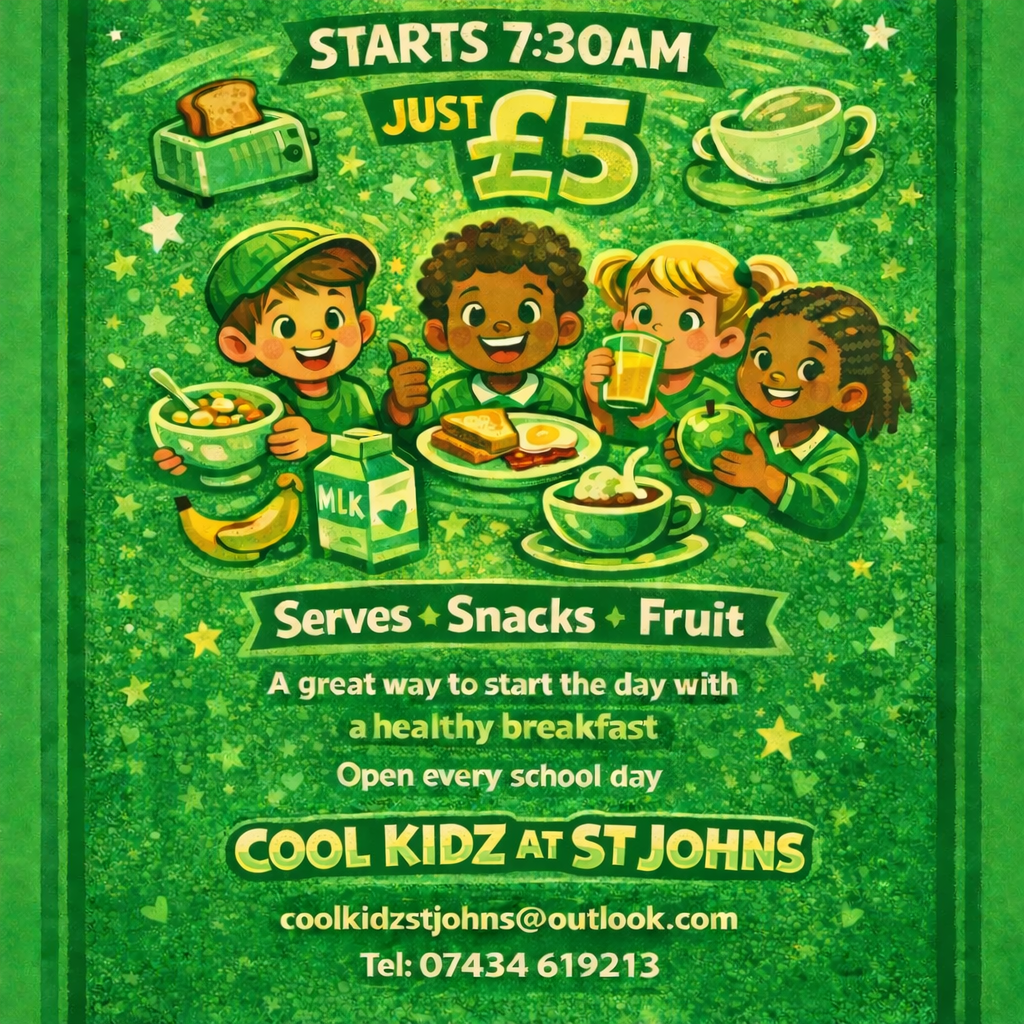 STARTS 7:30AM
JUST £5
MLK
Serves ✦ Snacks ✦ Fruit
A great way to start the day with
a healthy breakfast
Open every school day
COOL KIDZ AT ST JOHNS
coolkidzstjohns@outlook.com
Tel: 07434 619213